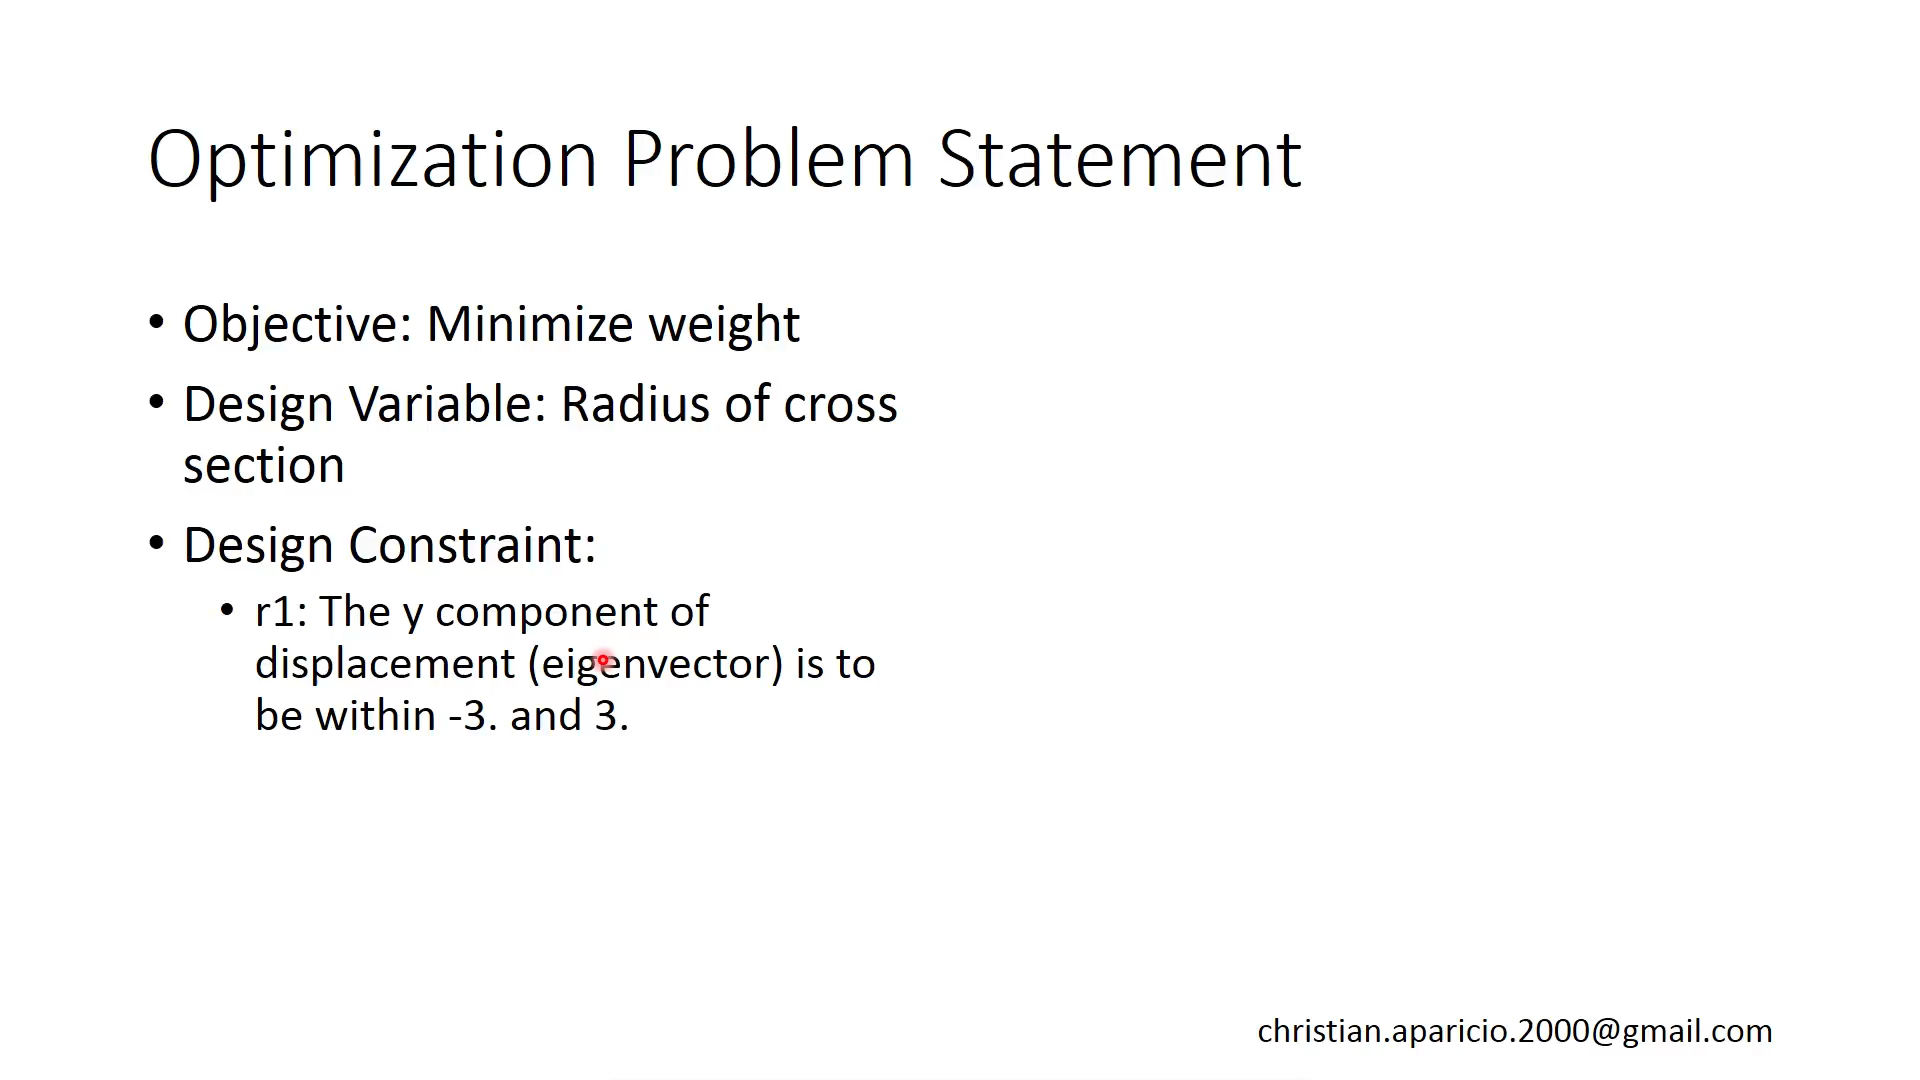 Optimization Problem Statement
• Objective: Minimize weight
• Design Variable: Radius of cross
section
• Design Constraint:
• r1: The y component of
displacement (eigenvector) is to
be within -3. and 3.
christian.aparicio.2000@gmail.com